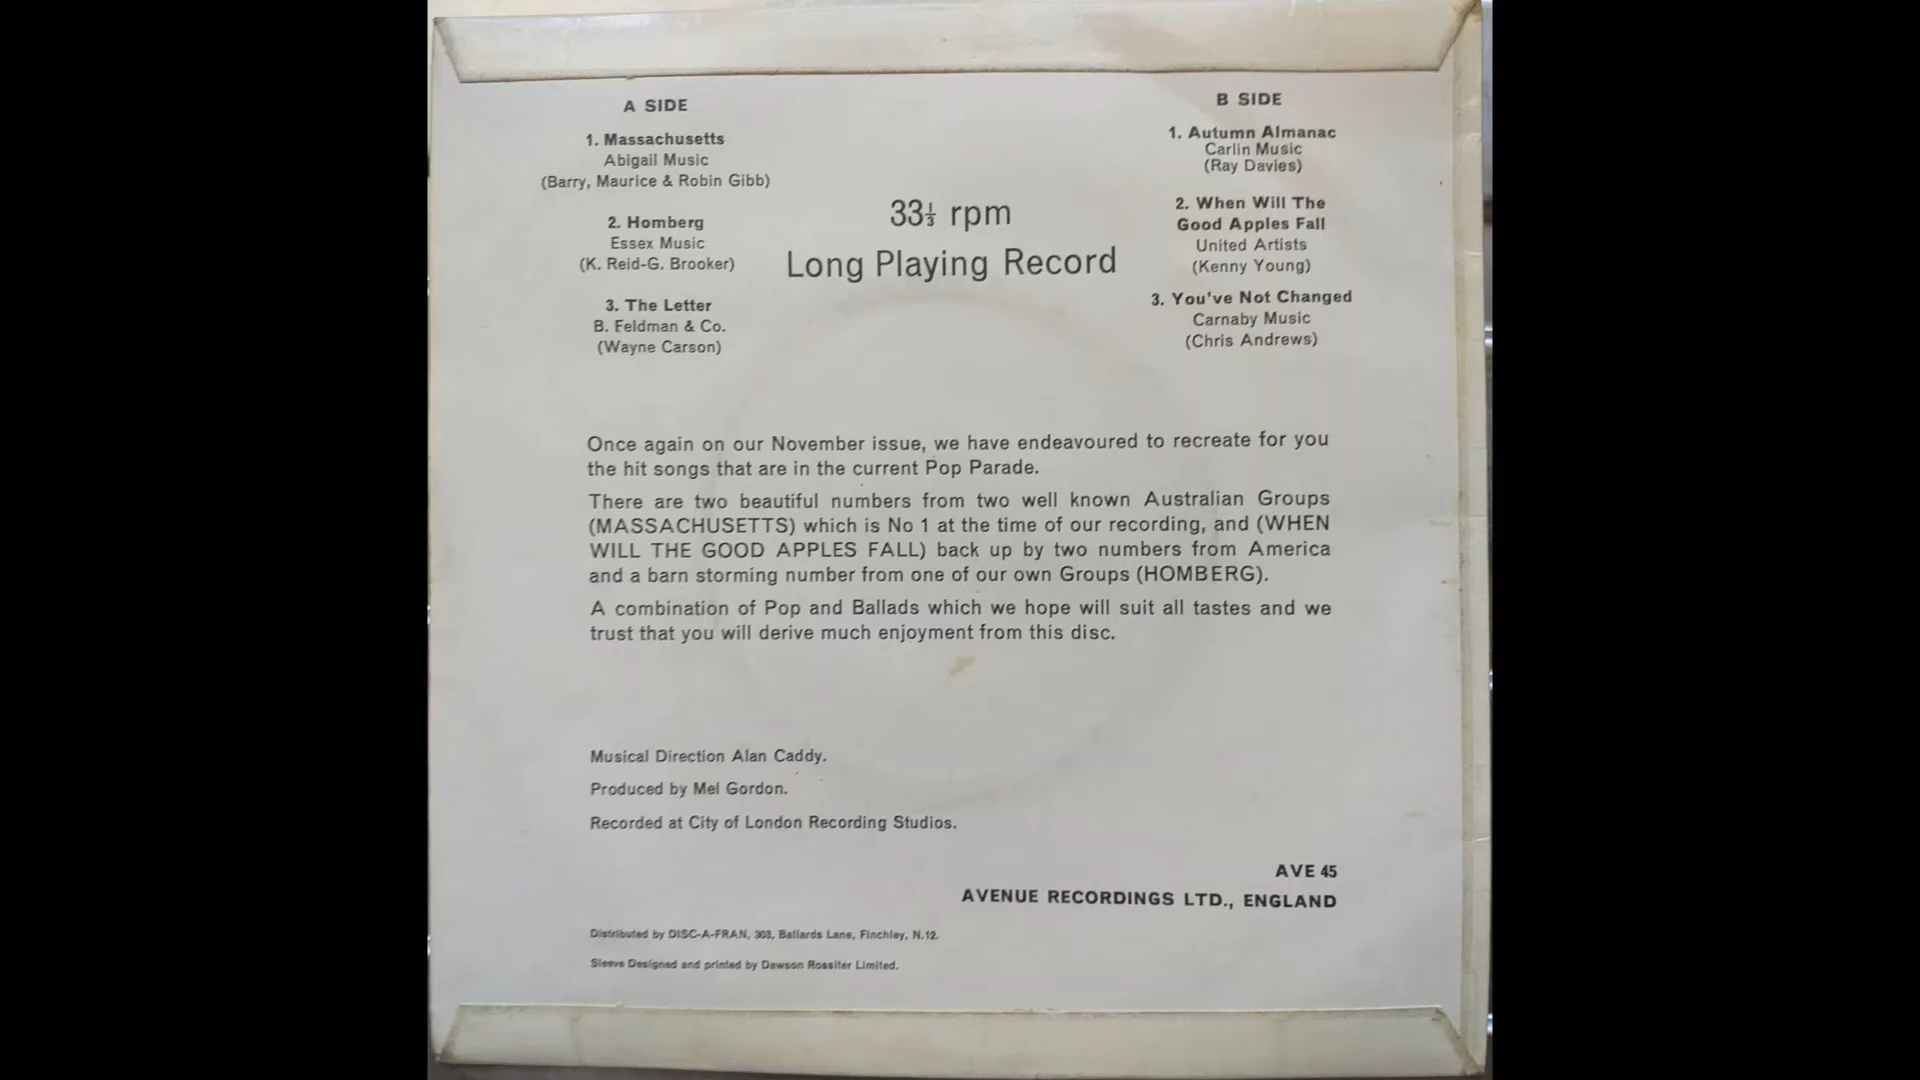 A SIDE
1. Massachusetts
Abigail Music
(Barry, Maurice & Robin Gibb)
2. Homberg
Essex Music
(K. Reid-G. Brooker)
3. The Letter
B. Feldman & Co.
(Wayne Carson)
33⅓ rpm
Long Playing Record
B SIDE
1. Autumn Almanac
Carlin Music
(Ray Davies)
2. When Will The
Good Apples Fall
United Artists
(Kenny Young)
3. You've Not Changed
Carnaby Music
(Chris Andrews)
Once again on our November issue, we have endeavoured to recreate for you
the hit songs that are in the current Pop Parade.
There are two beautiful numbers from two well known Australian Groups
(MASSACHUSETTS) which is No 1 at the time of our recording, and (WHEN
WILL THE GOOD APPLES FALL) back up by two numbers from America
and a barn storming number from one of our own Groups (HOMBERG).
A combination of Pop and Ballads which we hope will suit all tastes and we
trust that you will derive much enjoyment from this disc.
Musical Direction Alan Caddy.
Produced by Mel Gordon.
Recorded at City of London Recording Studios.
AVE 45
AVENUE RECORDINGS LTD., ENGLAND
Distributed by DISC-A-FRAN, 303, Ballards Lane, Finchley, N.12.
Sleeve Designed and printed by Dawson Rossiter Limited.